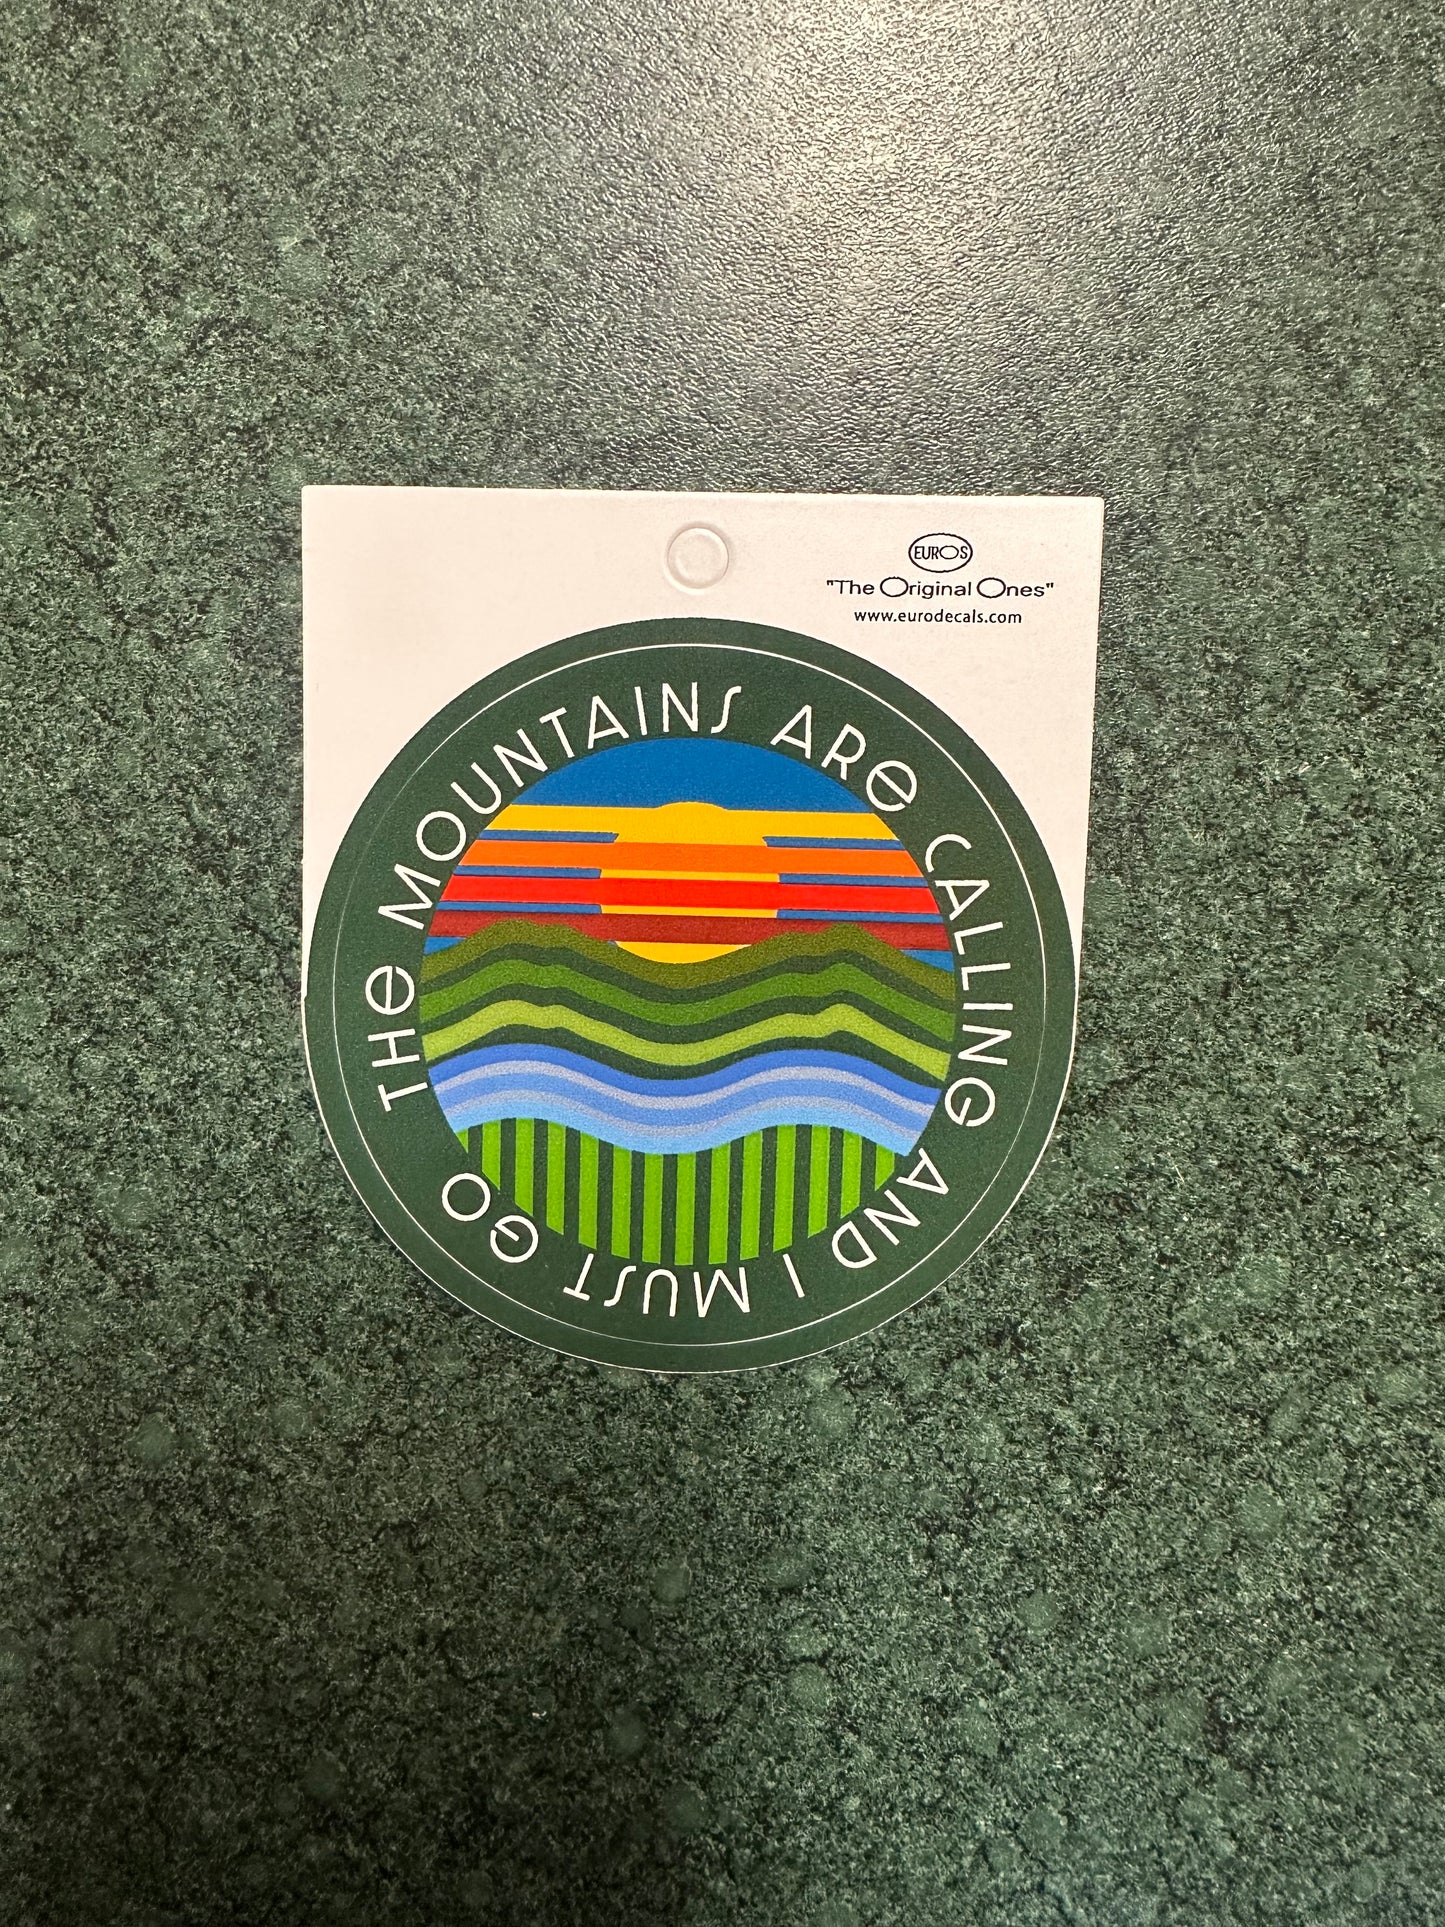 EUROS
"The Original Ones"
www.eurodecals.com
THE MOUNTAINS ARE CALLING AND I MUST GO